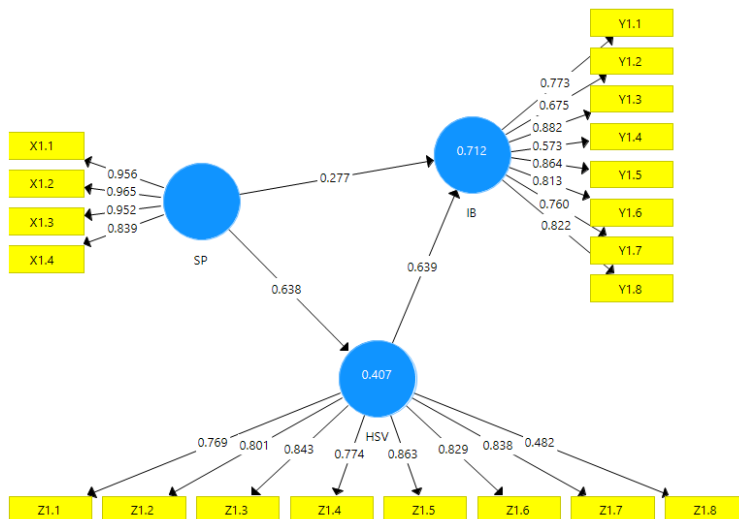 Y1.1
Y1.2
0.773
0.675
Y1.3
0.882
Y1.4
0.573
0.712
0.864
Y1.5
0.813
Y1.6
0.760
0.822
Y1.7
Y1.8
IB
X1.1
0.956
X1.2
0.965
X1.3
0.952
0.839
X1.4
SP
0.277
0.638
0.639
0.407
HSV
0.769
0.801
0.843
0.774
0.863
0.829
0.838
0.482
Z1.1
Z1.2
Z1.3
Z1.4
Z1.5
Z1.6
Z1.7
Z1.8